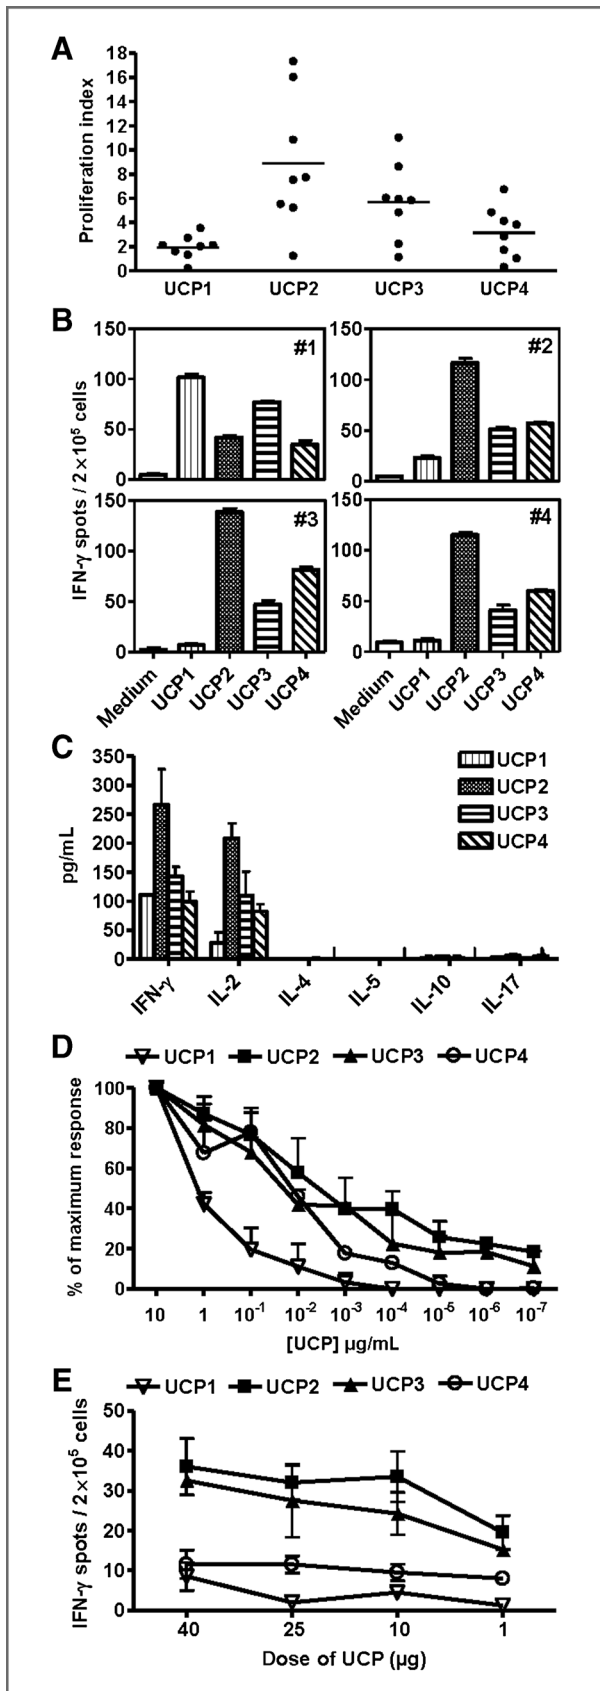 A
Proliferation index
18
16
14
12
10
8
6
4
2
0
UCP1 UCP2 UCP3 UCP4
B
IFN-γ spots / 2×10⁵ cells
150
100
50
0
#1
150
100
50
0
#2
150
100
50
0
#3
150
100
50
0
#4
Medium UCP1 UCP2 UCP3 UCP4
Medium UCP1 UCP2 UCP3 UCP4
C
pg/mL
350
300
250
200
150
100
50
0
UCP1
UCP2
UCP3
UCP4
IFN-γ IL-2 IL-4 IL-5 IL-10 IL-17
D
UCP1 UCP2 UCP3 UCP4
% of maximum response
100
80
60
40
20
0
10 1 10⁻¹ 10⁻² 10⁻³ 10⁻⁴ 10⁻⁵ 10⁻⁶ 10⁻⁷
[UCP] µg/mL
E
UCP1 UCP2 UCP3 UCP4
IFN-γ spots / 2×10⁵ cells
50
40
30
20
10
0
40 25 10 1
Dose of UCP (µg)